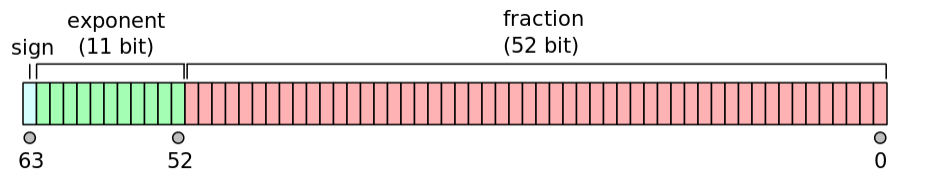 exponent
fraction
sign
(11 bit)
(52 bit)
63
52
0